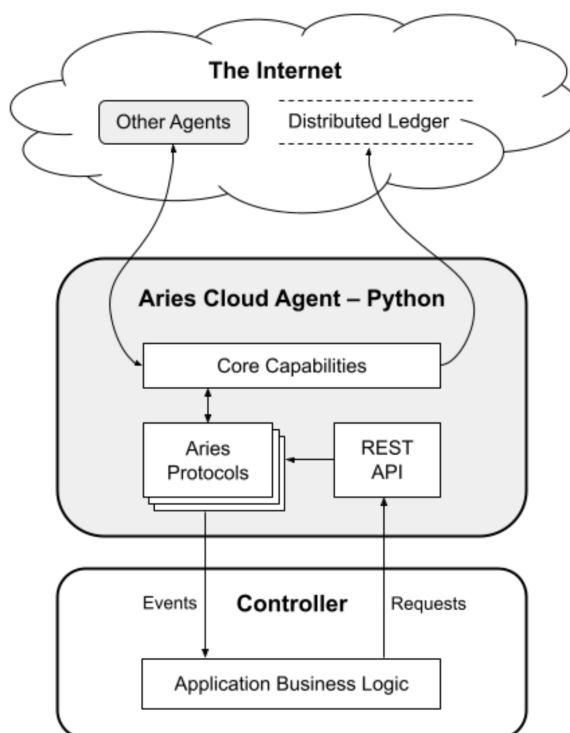 The Internet
Other Agents
Distributed Ledger
Aries Cloud Agent – Python
Core Capabilities
Aries
Protocols
REST
API
Events
Controller
Requests
Application Business Logic